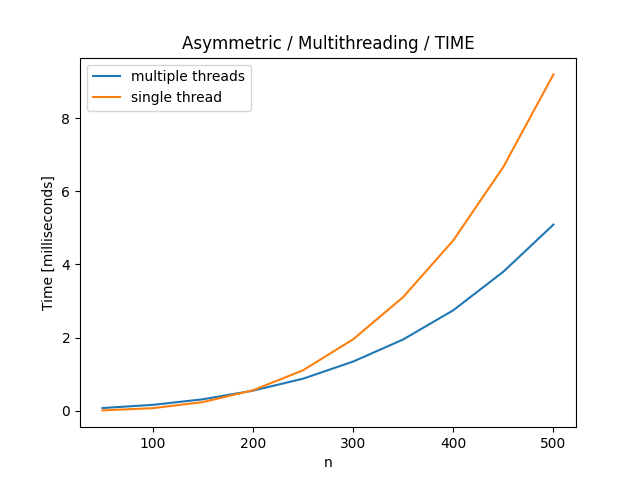 Asymmetric / Multithreading / TIME
multiple threads
single thread
Time [milliseconds]
8
6
4
2
0
100 200 300 400 500
n